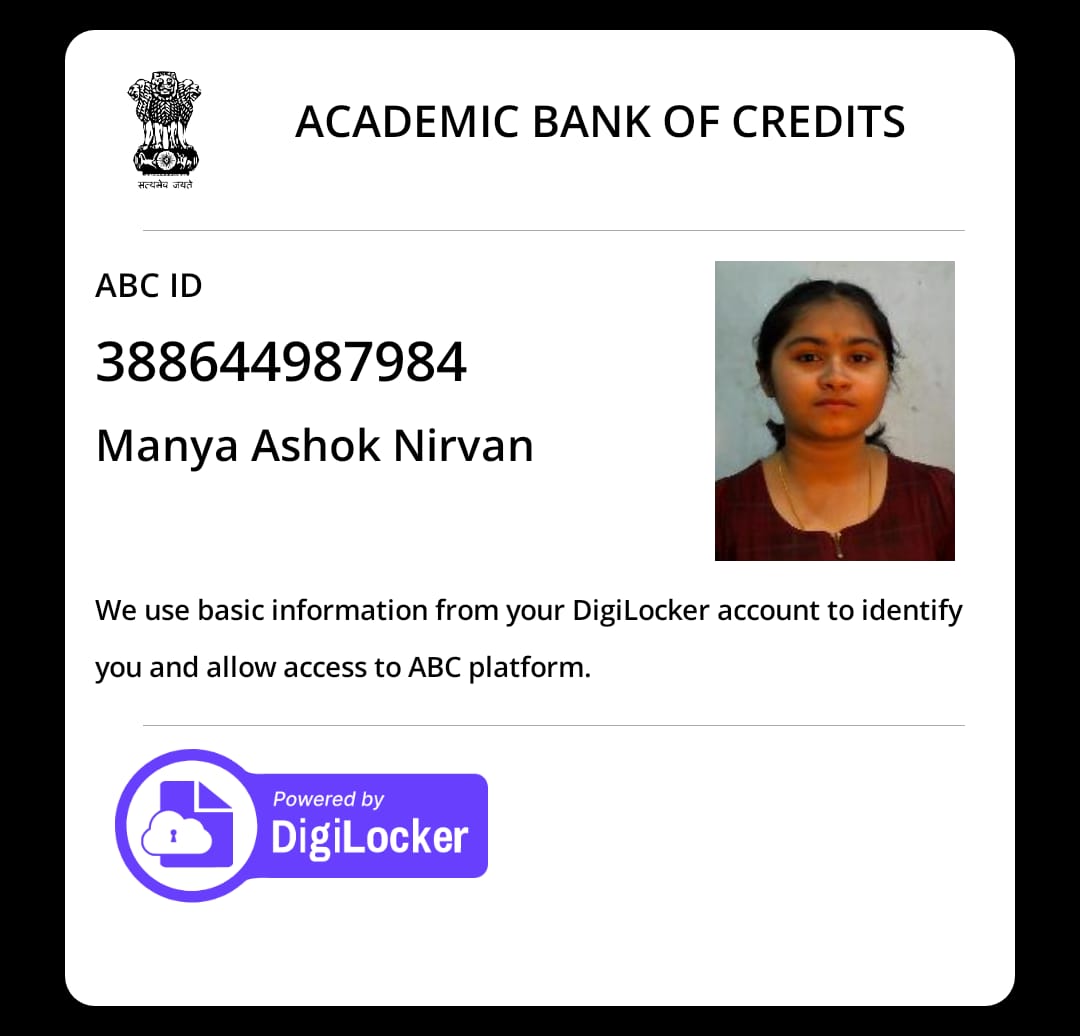 सत्यमेव जयते
ACADEMIC BANK OF CREDITS
ABC ID
388644987984
Manya Ashok Nirvan
We use basic information from your DigiLocker account to identify
you and allow access to ABC platform.
Powered by
DigiLocker